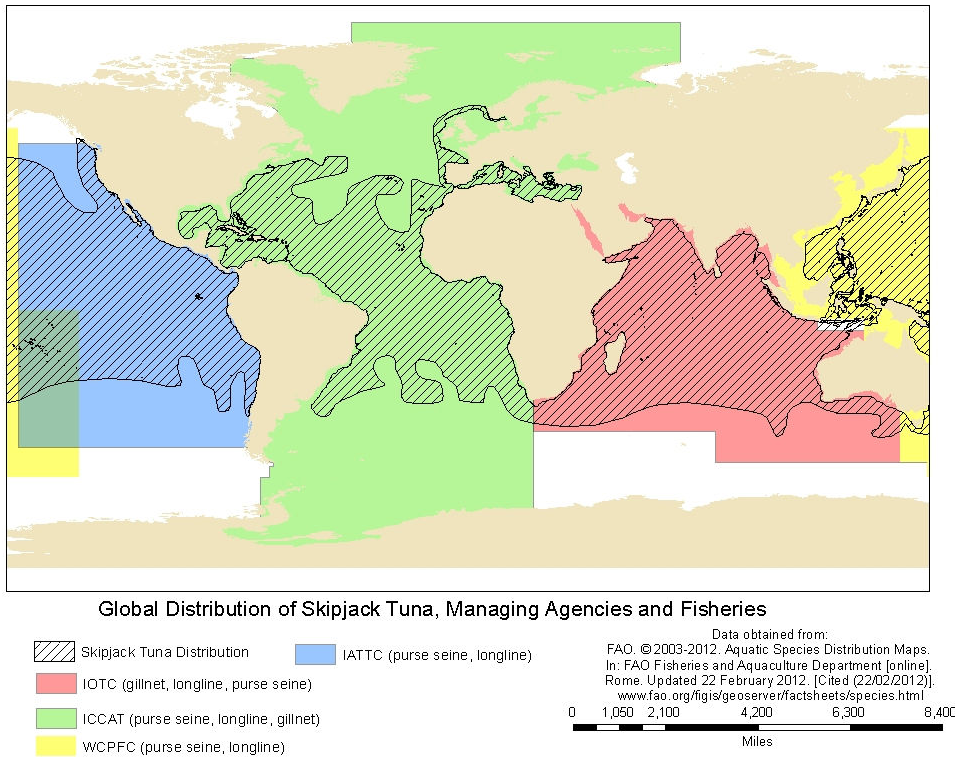 Global Distribution of Skipjack Tuna, Managing Agencies and Fisheries
Skipjack Tuna Distribution
IATTC (purse seine, longline)
IOTC (gillnet, longline, purse seine)
ICCAT (purse seine, longline, gillnet)
WCPFC (purse seine, longline)
Data obtained from:
FAO. ©2003-2012. Aquatic Species Distribution Maps.
In: FAO Fisheries and Aquaculture Department [online].
Rome. Updated 22 February 2012. [Cited (22/02/2012)].
www.fao.org/figis/geoserver/factsheets/species.html
0 1,050 2,100 4,200 6,300 8,400
Miles